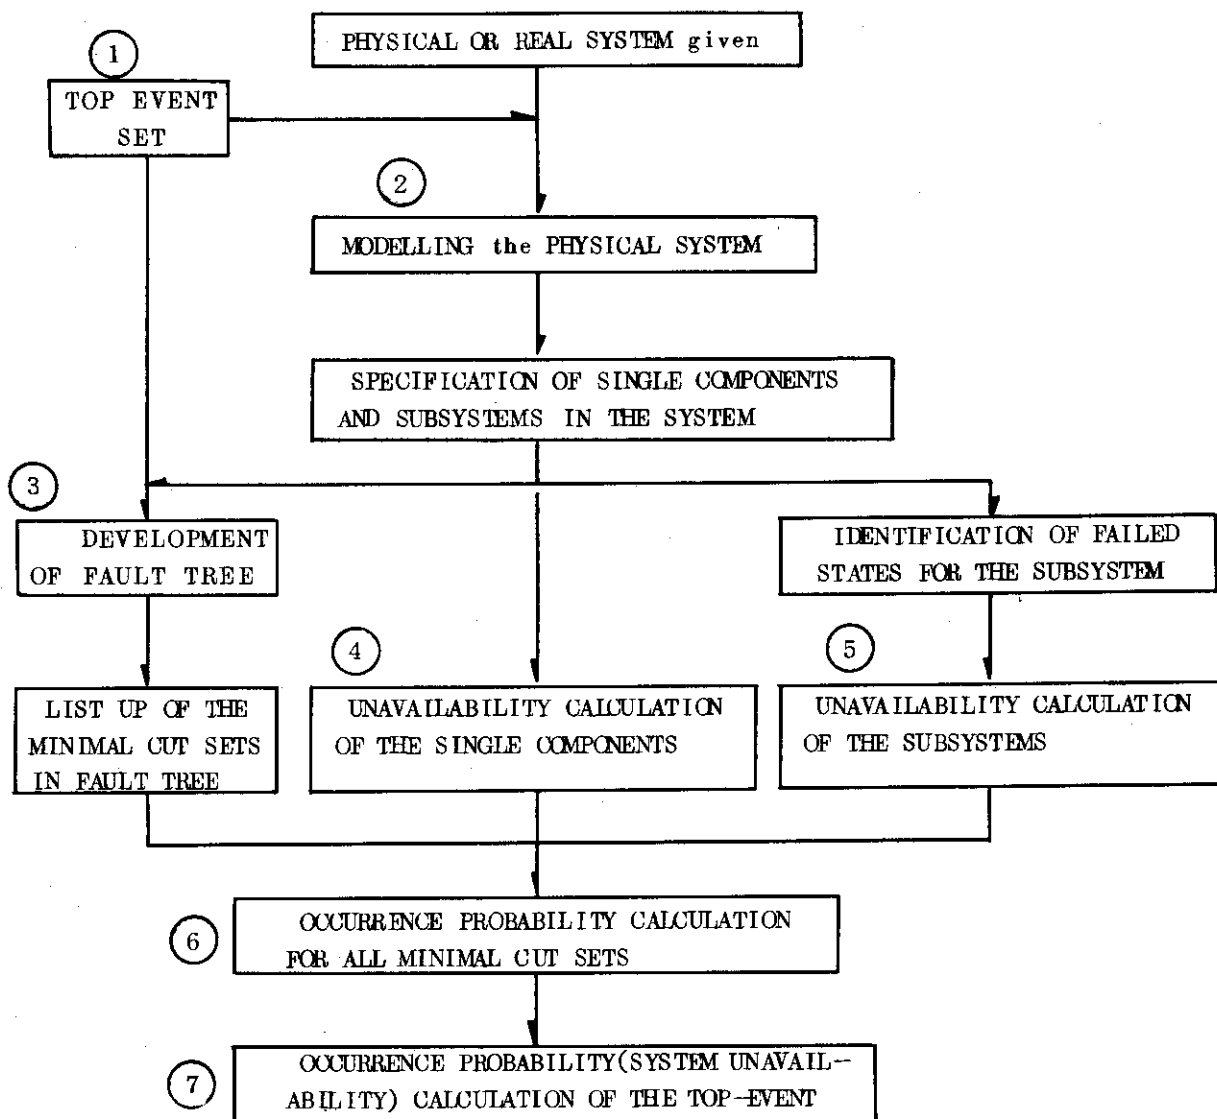 PHYSICAL OR REAL SYSTEM given
1
TOP EVENT
SET
2
MODELLING the PHYSICAL SYSTEM
SPECIFICATION OF SINGLE COMPONENTS
AND SUBSYSTEMS IN THE SYSTEM
3
DEVELOPMENT
OF FAULT TREE
IDENTIFICATION OF FAILED
STATES FOR THE SUBSYSTEM
4
5
LIST UP OF THE
MINIMAL CUT SETS
IN FAULT TREE
UNAVAILABILITY CALCULATION
OF THE SINGLE COMPONENTS
UNAVAILABILITY CALCULATION
OF THE SUBSYSTEMS
6
OCCURRENCE PROBABILITY CALCULATION
FOR ALL MINIMAL CUT SETS
7
OCCURRENCE PROBABILITY(SYSTEM UNAVAIL-
ABILITY) CALCULATION OF THE TOP-EVENT